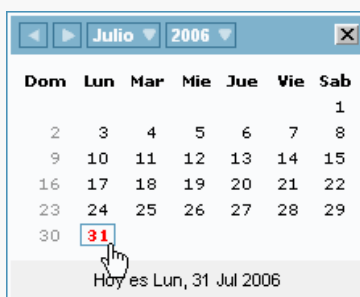 Julio 2006
Dom Lun Mar Mie Jue Vie Sab
1
2 3 4 5 6 7 8
9 10 11 12 13 14 15
16 17 18 19 20 21 22
23 24 25 26 27 28 29
30 31
Hoy es Lun, 31 Jul 2006